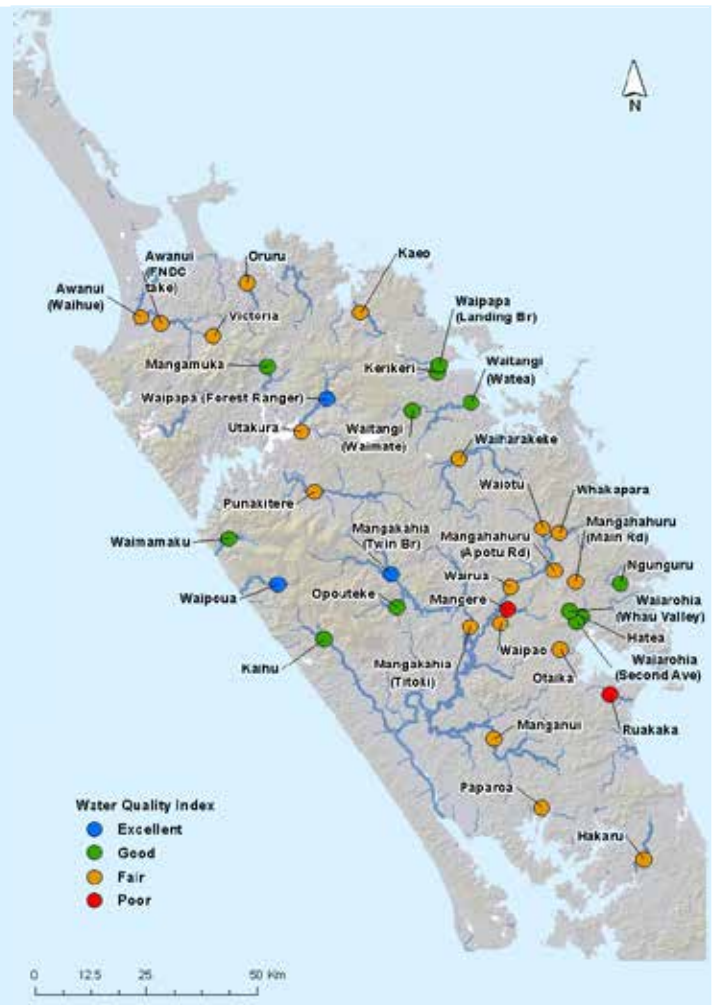 N
Awanui
(FNDC
take)
Oruru
Kaeo
Awanui
(Waihue)
Victoria
Waipapa
(Landing Br)
Mangamuka
Kerikeri
Waitangi
(Watea)
Waipapa (Forest Ranger)
Utakura
Waitangi
(Waimate)
Waiharakeke
Punakitere
Waiotu
Whakapara
Waimamaku
Mangakahia
(Twin Br)
Mangahahuru
(Apotu Rd)
Mangahahuru
(Main Rd)
Ngunguru
Waipoua
Opouteke
Wairua
Mangere
Waiarohia
(Whau Valley)
Hatea
Kaihu
Mangakahia
(Titoki)
Waipao
Otaika
Waiarohia
(Second Ave)
Ruakaka
Manganui
Paparoa
Hakaru
Water Quality Index
Excellent
Good
Fair
Poor
0 12.5 25 50 Km